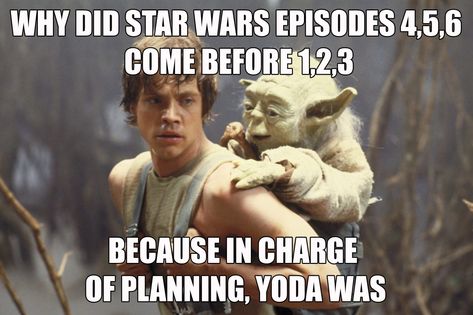 WHY DID STAR WARS EPISODES 4,5,6
COME BEFORE 1,2,3
BECAUSE IN CHARGE
OF PLANNING, YODA WAS